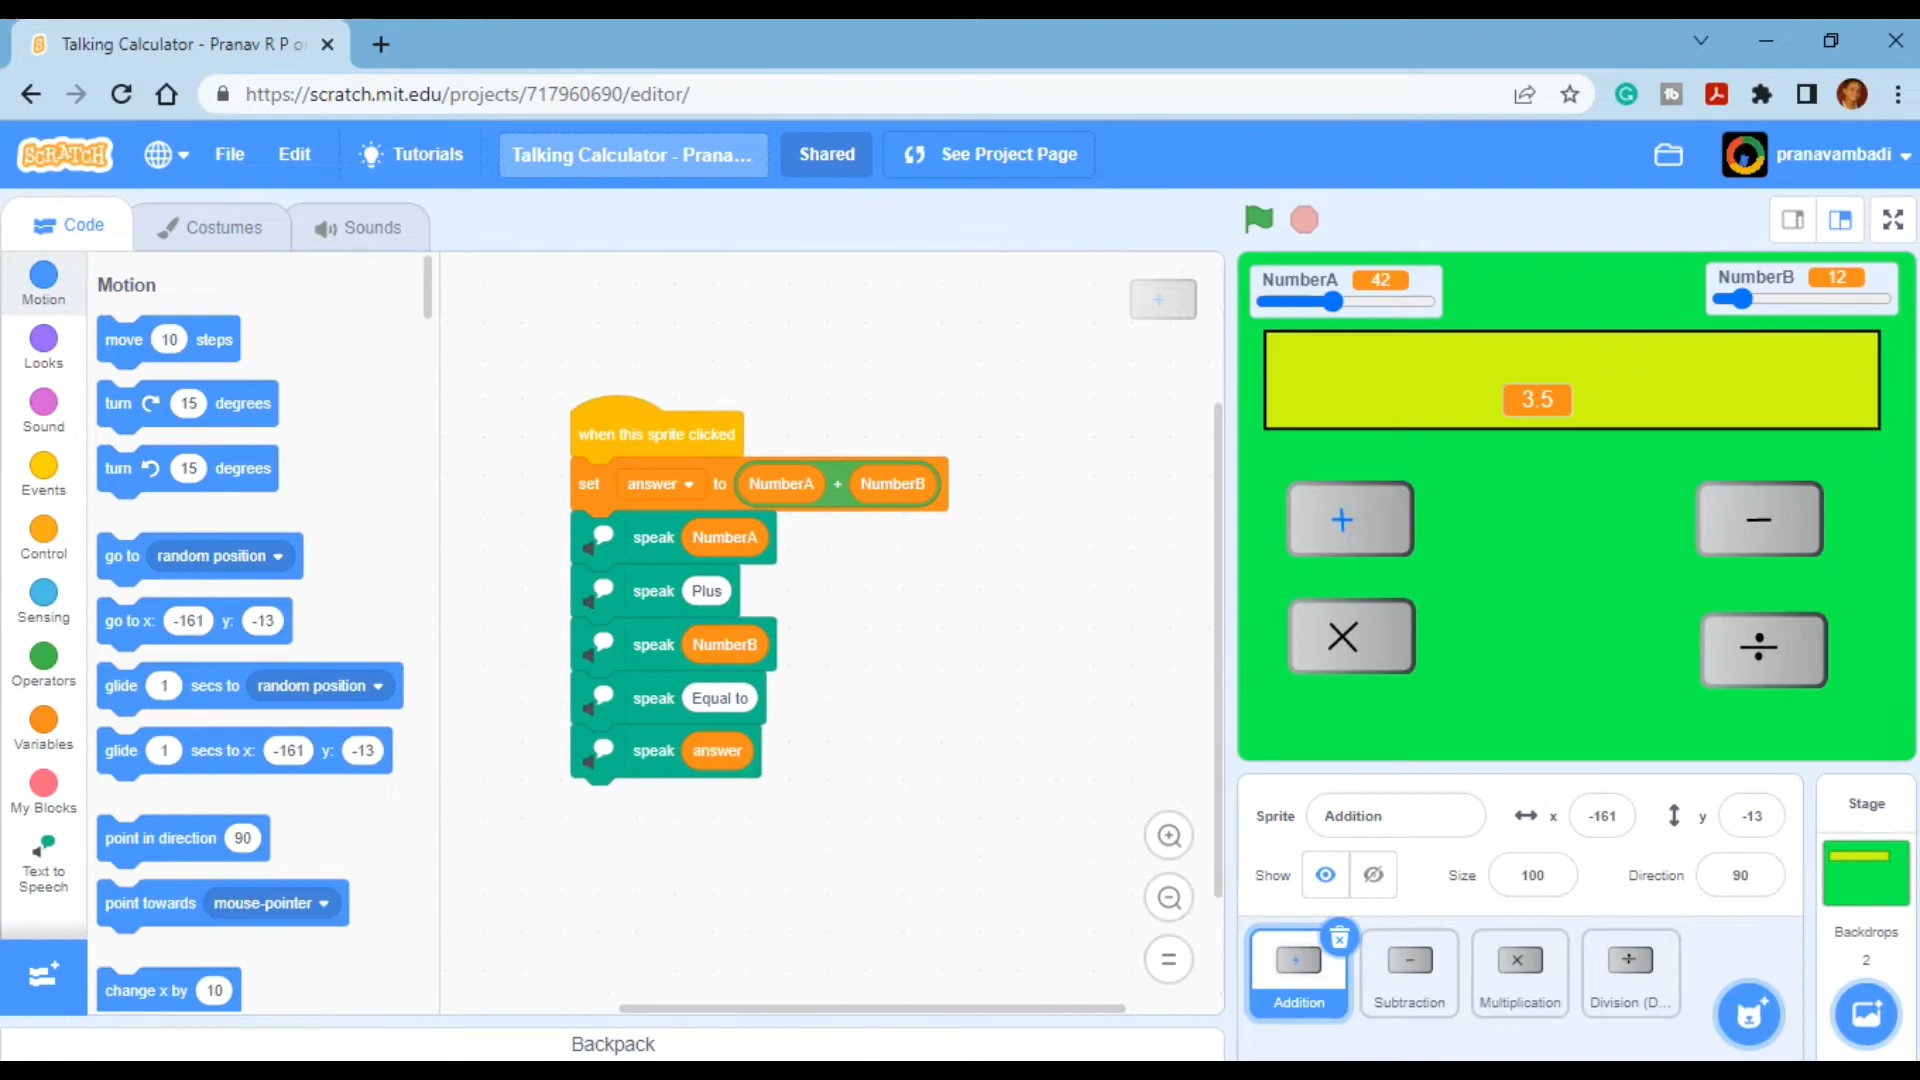 Talking Calculator - Pranav R P o
https://scratch.mit.edu/projects/717960690/editor/
SCRATCH
File
Edit
Tutorials
Talking Calculator - Prana...
Shared
See Project Page
pranavambadi
Code
Costumes
Sounds
Motion
Looks
Sound
Events
Control
Sensing
Operators
Variables
My Blocks
Text to
Speech
Motion
move 10 steps
turn 15 degrees
turn 15 degrees
go to random position
go to x: -161 y: -13
glide 1 secs to random position
glide 1 secs to x: -161 y: -13
point in direction 90
point towards mouse-pointer
change x by 10
when this sprite clicked
set answer to NumberA + NumberB
speak NumberA
speak Plus
speak NumberB
speak Equal to
speak answer
Backpack
NumberA 42
NumberB 12
3.5
+
−
×
÷
Sprite Addition x -161 y -13
Show Size 100 Direction 90
Addition
Subtraction
Multiplication
Division (D...
Stage
Backdrops
2